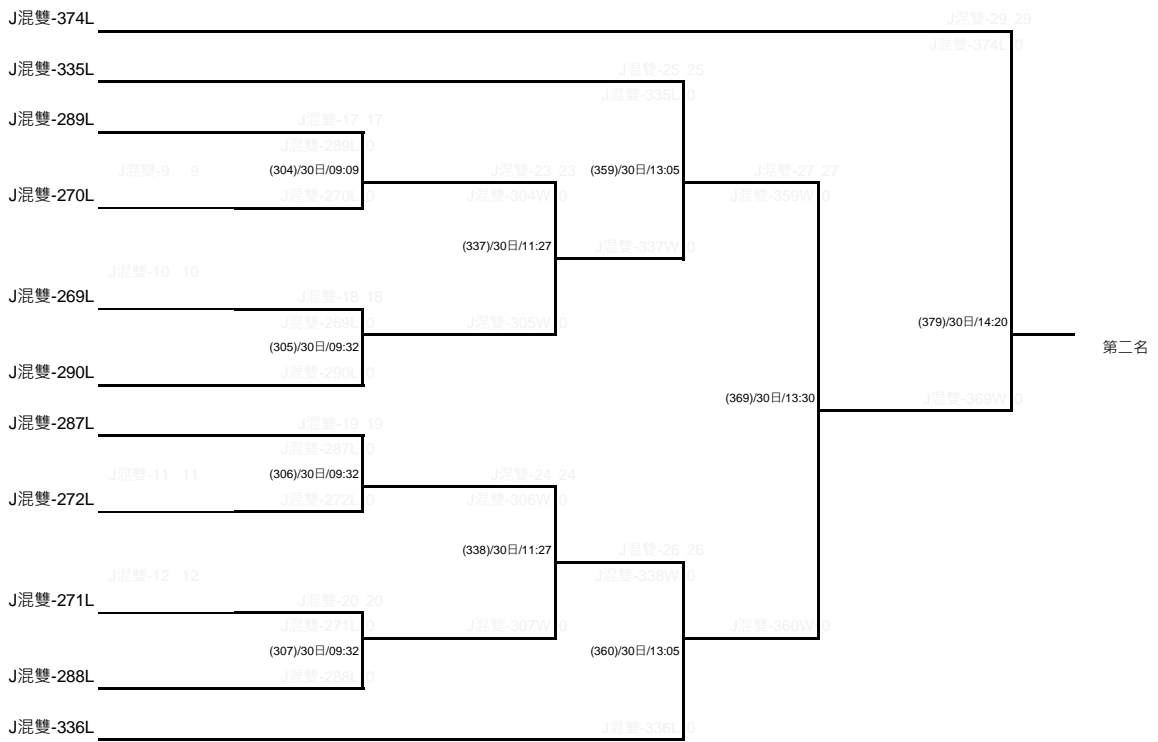 J混雙-374L
J混雙-29 29
J混雙-374L 0
J混雙-335L
J混雙-25 25
J混雙-335L 0
J混雙-289L
J混雙-17 17
J混雙-289L 0
J混雙-9 9
(304)/30日/09:09
J混雙-23 23
(359)/30日/13:05
J混雙-27 27
J混雙-270L
J混雙-270L 0
J混雙-304W 0
J混雙-359W 0
(337)/30日/11:27
J混雙-337W 0
J混雙-10 10
J混雙-269L
J混雙-18 18
J混雙-269L 0
J混雙-305W 0
(379)/30日/14:20
(305)/30日/09:32
第二名
J混雙-290L
J混雙-290L 0
(369)/30日/13:30
J混雙-369W 0
J混雙-287L
J混雙-19 19
J混雙-287L 0
J混雙-11 11
(306)/30日/09:32
J混雙-24 24
J混雙-272L
J混雙-272L 0
J混雙-306W 0
(338)/30日/11:27
J混雙-26 26
J混雙-12 12
J混雙-338W 0
J混雙-271L
J混雙-20 20
J混雙-271L 0
J混雙-307W 0
J混雙-360W 0
(307)/30日/09:32
(360)/30日/13:05
J混雙-288L
J混雙-288L 0
J混雙-336L
J混雙-336L 0